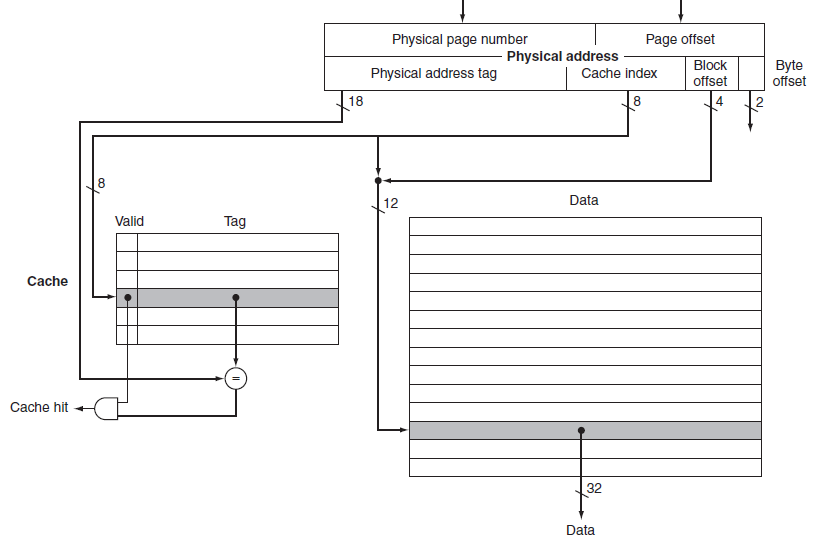 Physical page number
Page offset
Physical address
Physical address tag
Cache index
Block
offset
Byte
offset
18
8
4
2
8
12
Data
Valid
Tag
Cache
=
Cache hit
32
Data